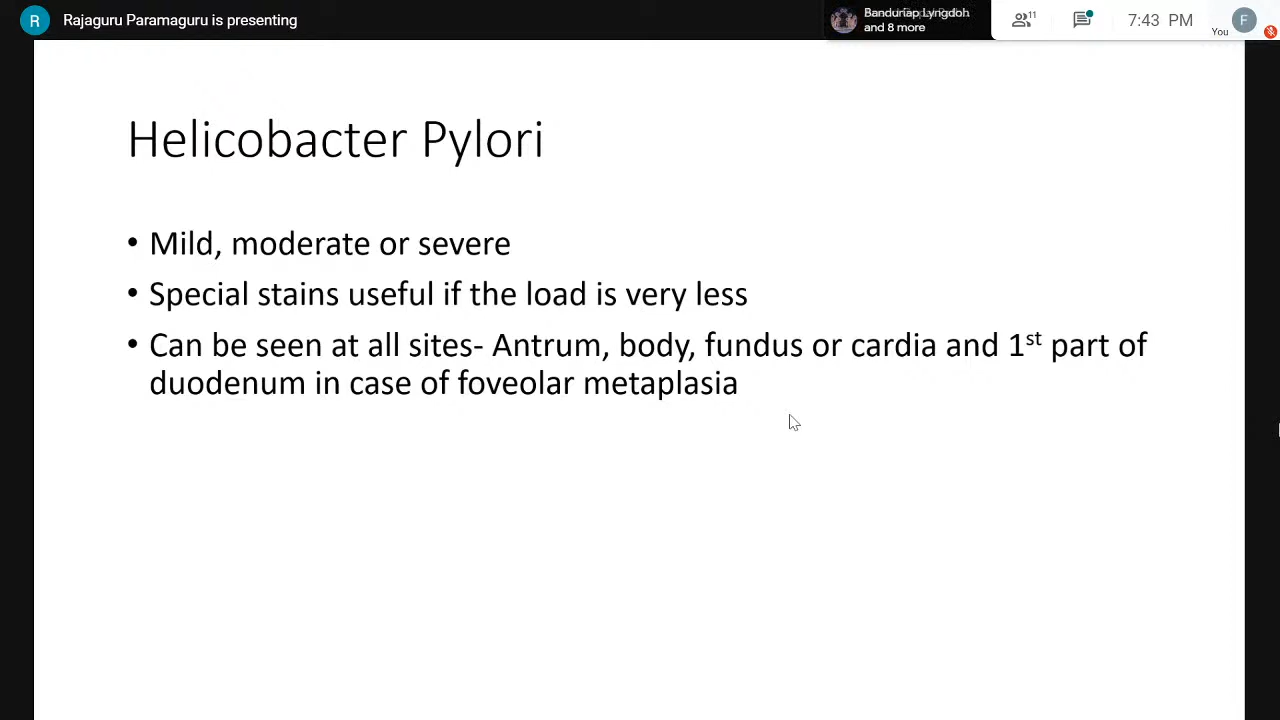 R Rajaguru Paramaguru is presenting
Bandu Lyngdoh
and 8 more
11
7:43 PM
You
F
Helicobacter Pylori
• Mild, moderate or severe
• Special stains useful if the load is very less
• Can be seen at all sites- Antrum, body, fundus or cardia and 1st part of
duodenum in case of foveolar metaplasia